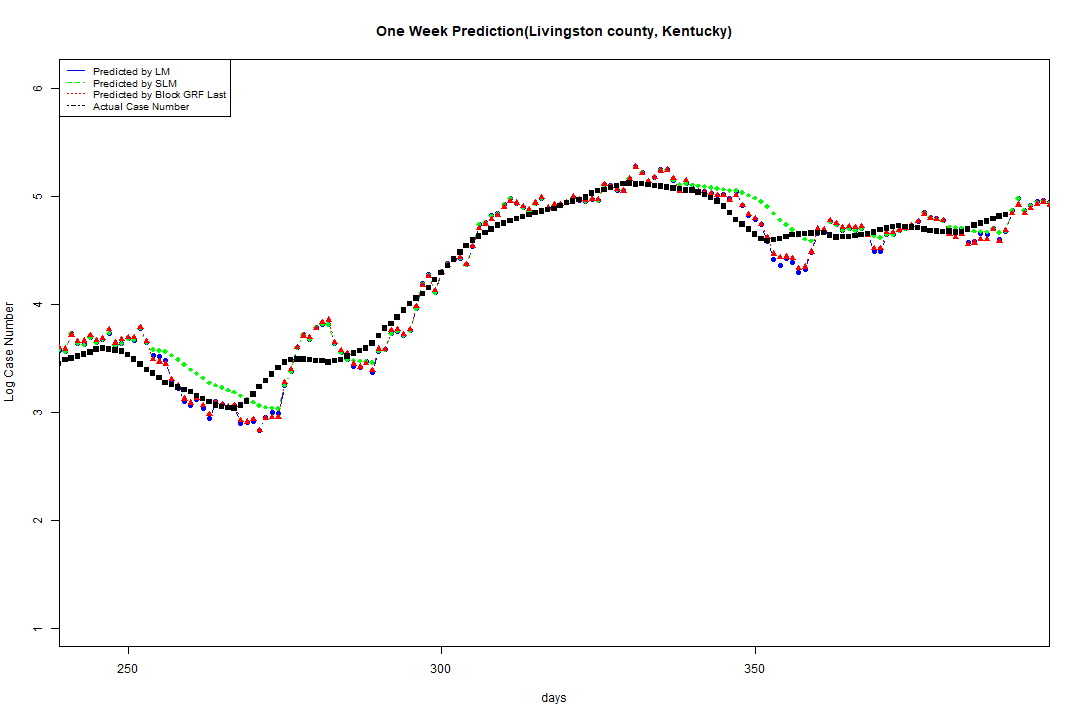 One Week Prediction(Livingston county, Kentucky)
Predicted by LM
Predicted by SLM
Predicted by Block GRF Last
Actual Case Number
6
5
4
3
2
1
Log Case Number
250 300 350
days